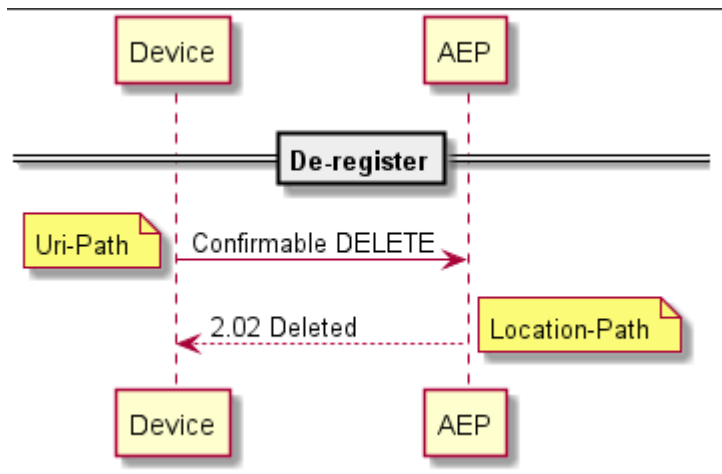 Device
AEP
De-register
Uri-Path
Confirmable DELETE
2.02 Deleted
Location-Path
Device
AEP